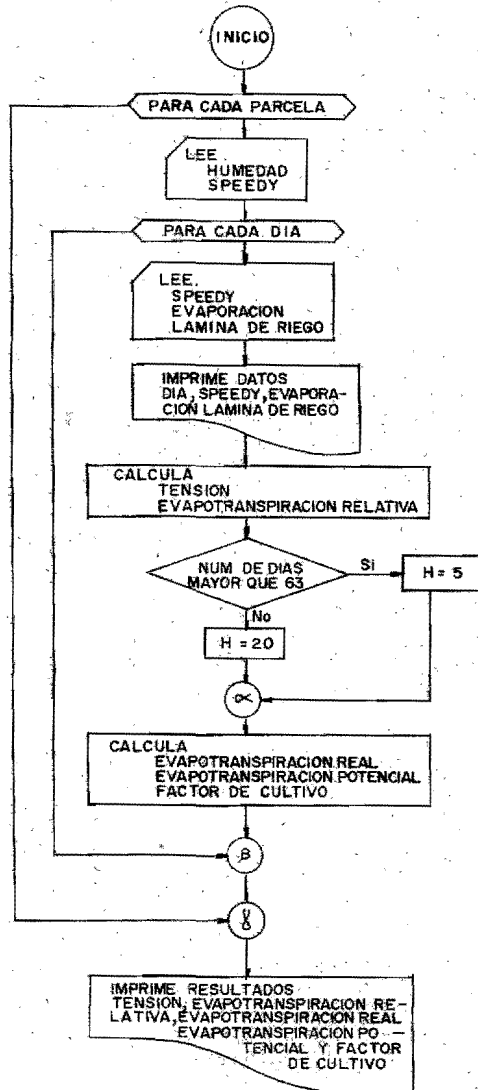 INICIO
PARA CADA PARCELA
LEE
HUMEDAD
SPEEDY
PARA CADA DIA
LEE.
SPEEDY
EVAPORACION
LAMINA DE RIEGO
IMPRIME DATOS
DIA, SPEEDY, EVAPORA-
CION LAMINA DE RIEGO
CALCULA
TENSION
EVAPOTRANSPIRACION RELATIVA
NUM DE DIAS
MAYOR QUE 63
Si
H = 5
No
H = 20
α
CALCULA
EVAPOTRANSPIRACION REAL
EVAPOTRANSPIRACION POTENCIAL
FACTOR DE CULTIVO
B
γ
IMPRIME RESULTADOS
TENSION, EVAPOTRANSPIRACION RE-
LATIVA, EVAPOTRANSPIRACION REAL
EVAPOTRANSPIRACION PO-
TENCIAL Y FACTOR
DE CULTIVO